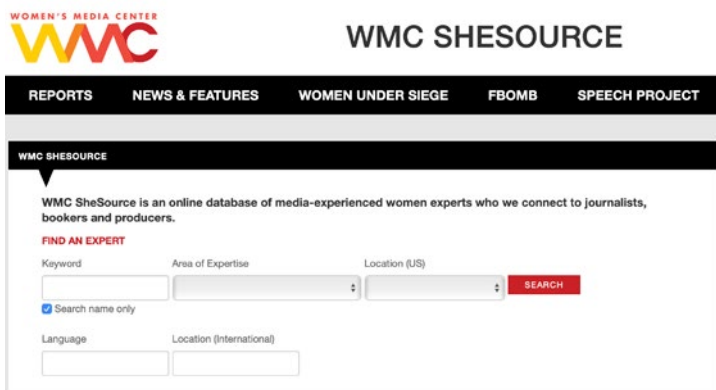 WOMEN'S MEDIA CENTER
WMC
WMC SHESOURCE
REPORTS NEWS & FEATURES WOMEN UNDER SIEGE FBOMB SPEECH PROJECT
WMC SHESOURCE
WMC SheSource is an online database of media-experienced women experts who we connect to journalists,
bookers and producers.
FIND AN EXPERT
Keyword Area of Expertise Location (US)
SEARCH
Search name only
Language Location (International)